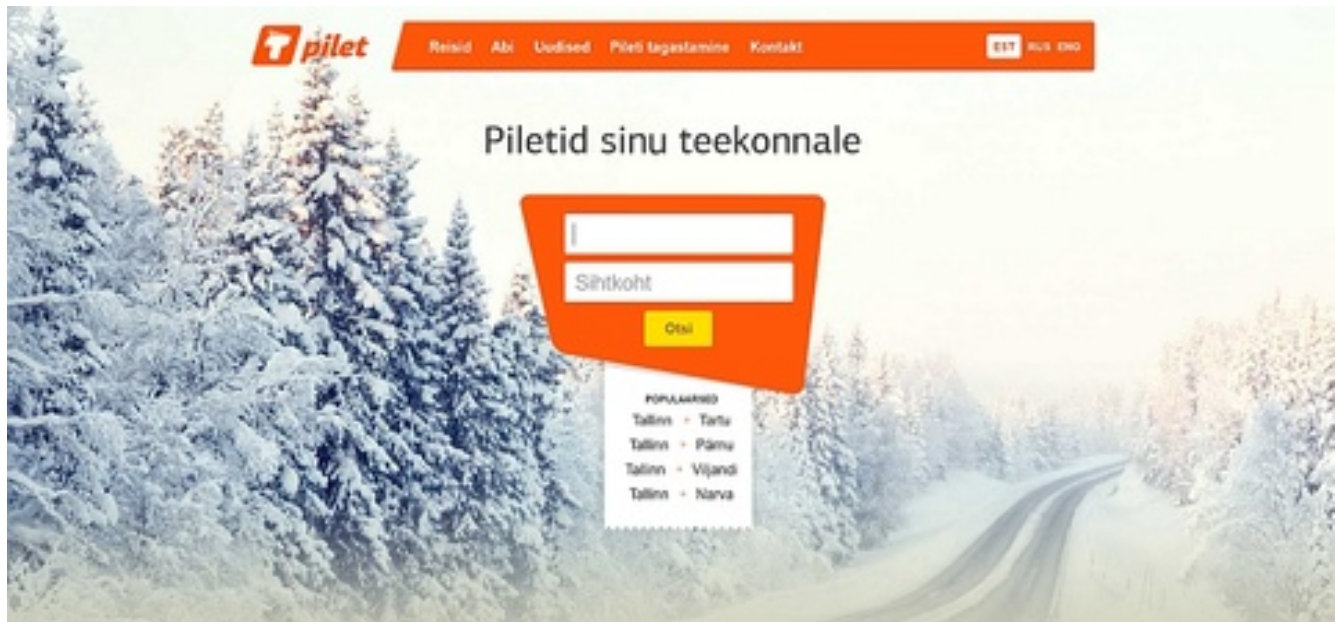 T pilet
Reisid Abi Uudised Pileti tagastamine Kontakt EST RUS ENG
Piletid sinu teekonnale
Sihtkoht
Otsi
POPULAARSED
Tallinn Tartu
Tallinn Pärnu
Tallinn Viljandi
Tallinn Narva